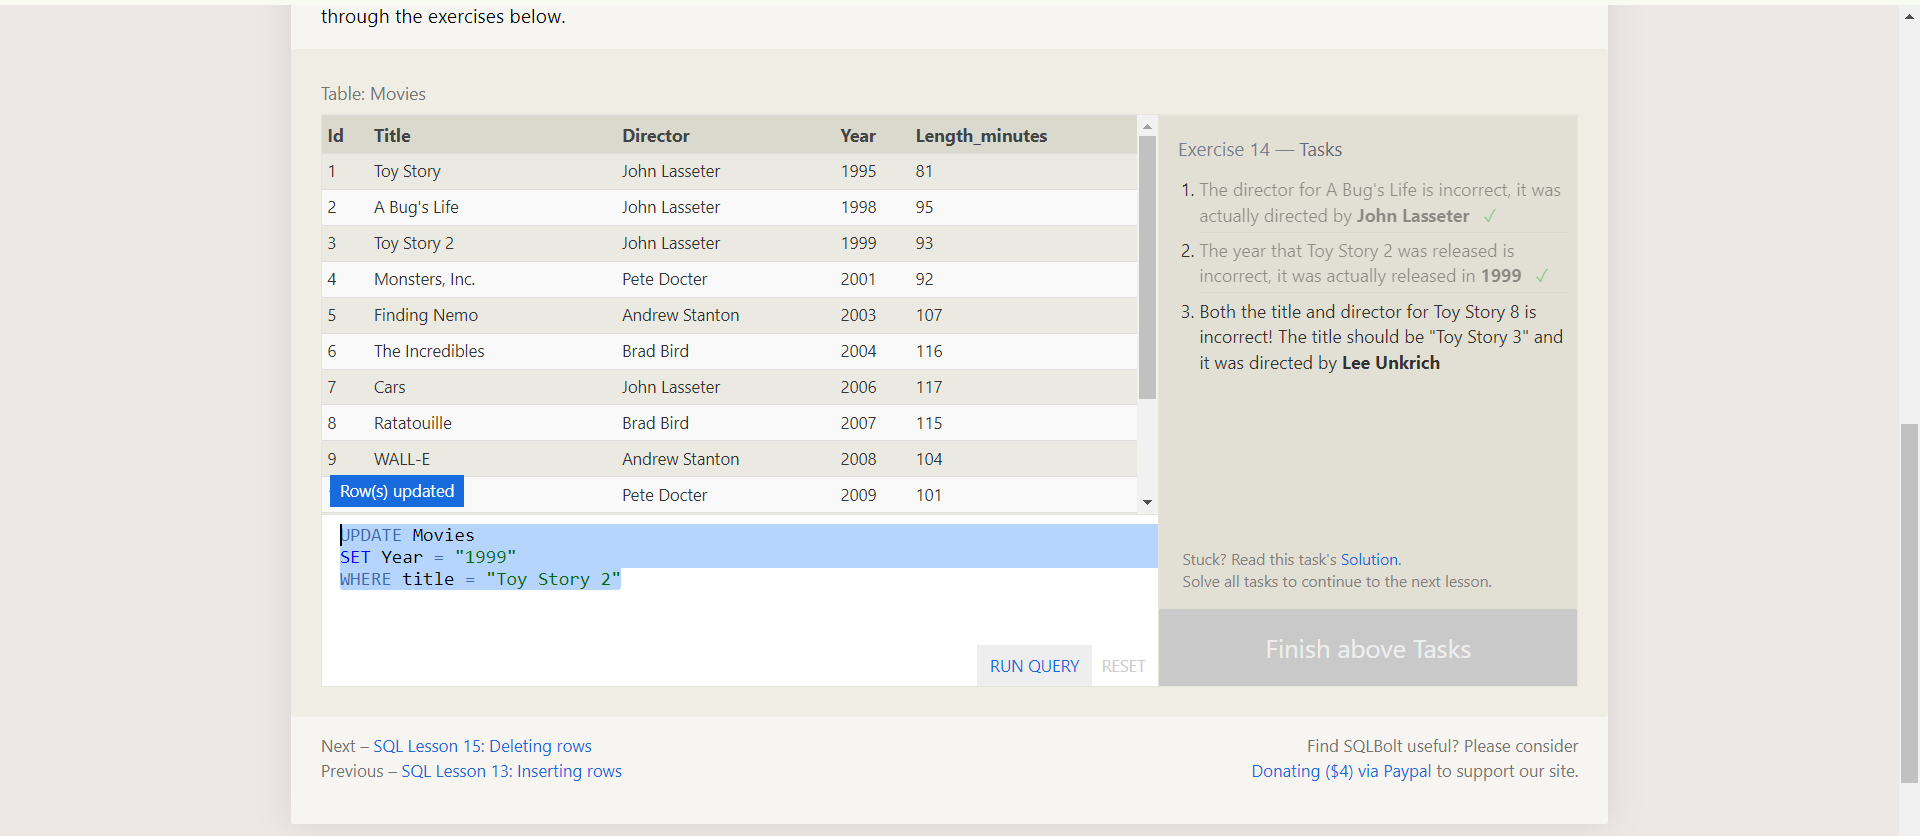 through the exercises below.
Table: Movies
Id Title Director Year Length_minutes
1 Toy Story John Lasseter 1995 81
2 A Bug's Life John Lasseter 1998 95
3 Toy Story 2 John Lasseter 1999 93
4 Monsters, Inc. Pete Docter 2001 92
5 Finding Nemo Andrew Stanton 2003 107
6 The Incredibles Brad Bird 2004 116
7 Cars John Lasseter 2006 117
8 Ratatouille Brad Bird 2007 115
9 WALL-E Andrew Stanton 2008 104
Pete Docter 2009 101
Row(s) updated
UPDATE Movies
SET Year = "1999"
WHERE title = "Toy Story 2"
RUN QUERY RESET
Exercise 14 — Tasks
1. The director for A Bug's Life is incorrect, it was
actually directed by John Lasseter ✓
2. The year that Toy Story 2 was released is
incorrect, it was actually released in 1999 ✓
3. Both the title and director for Toy Story 8 is
incorrect! The title should be "Toy Story 3" and
it was directed by Lee Unkrich
Stuck? Read this task's Solution.
Solve all tasks to continue to the next lesson.
Finish above Tasks
Next – SQL Lesson 15: Deleting rows
Previous – SQL Lesson 13: Inserting rows
Find SQLBolt useful? Please consider
Donating ($4) via Paypal to support our site.